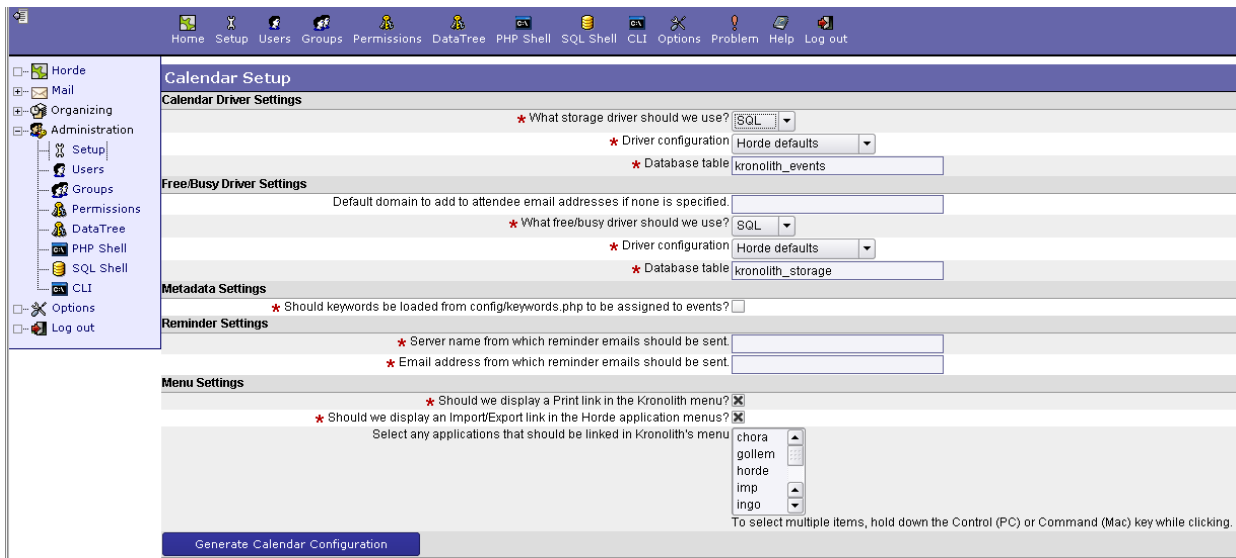 Home Setup Users Groups Permissions DataTree PHP Shell SQL Shell CLI Options Problem Help Log out
Horde
Mail
Organizing
Administration
Setup
Users
Groups
Permissions
DataTree
PHP Shell
SQL Shell
CLI
Options
Log out
Calendar Setup
Calendar Driver Settings
* What storage driver should we use? SQL
* Driver configuration Horde defaults
* Database table kronolith_events
Free/Busy Driver Settings
Default domain to add to attendee email addresses if none is specified.
* What free/busy driver should we use? SQL
* Driver configuration Horde defaults
* Database table kronolith_storage
Metadata Settings
* Should keywords be loaded from config/keywords.php to be assigned to events?
Reminder Settings
* Server name from which reminder emails should be sent.
* Email address from which reminder emails should be sent.
Menu Settings
* Should we display a Print link in the Kronolith menu?
* Should we display an Import/Export link in the Horde application menus?
Select any applications that should be linked in Kronolith's menu chora
gollem
horde
imp
ingo
To select multiple items, hold down the Control (PC) or Command (Mac) key while clicking.
Generate Calendar Configuration